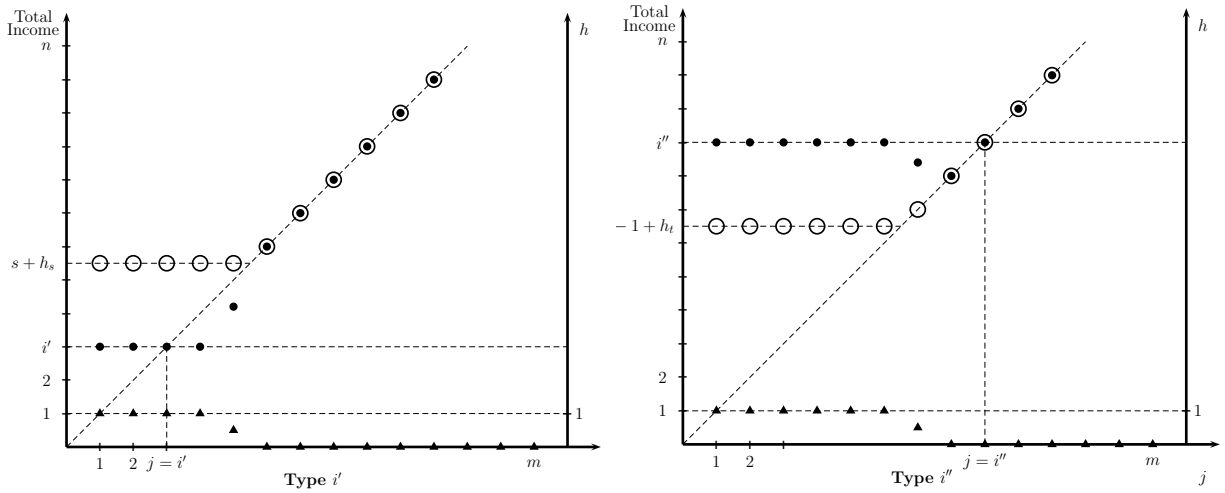 Total
Income
n
s + h_s
i′
2
1
h
1
1
2
j = i′
m
Type i′
Total
Income
n
i″
− 1 + h_t
2
1
h
1
1
2
j = i″
m
Type i″
j